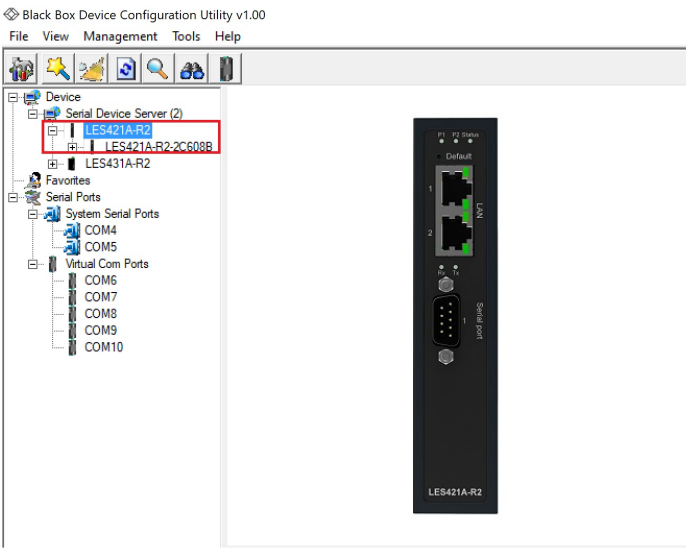 Black Box Device Configuration Utility v1.00
File View Management Tools Help
Device
Serial Device Server (2)
LES421A-R2
LES421A-R2-2C608B
LES431A-R2
Favorites
Serial Ports
System Serial Ports
COM4
COM5
Virtual Com Ports
COM6
COM7
COM8
COM9
COM10
P1 P2 Status
Default
1
LAN
2
Rx Tx
1
Serial port
LES421A-R2